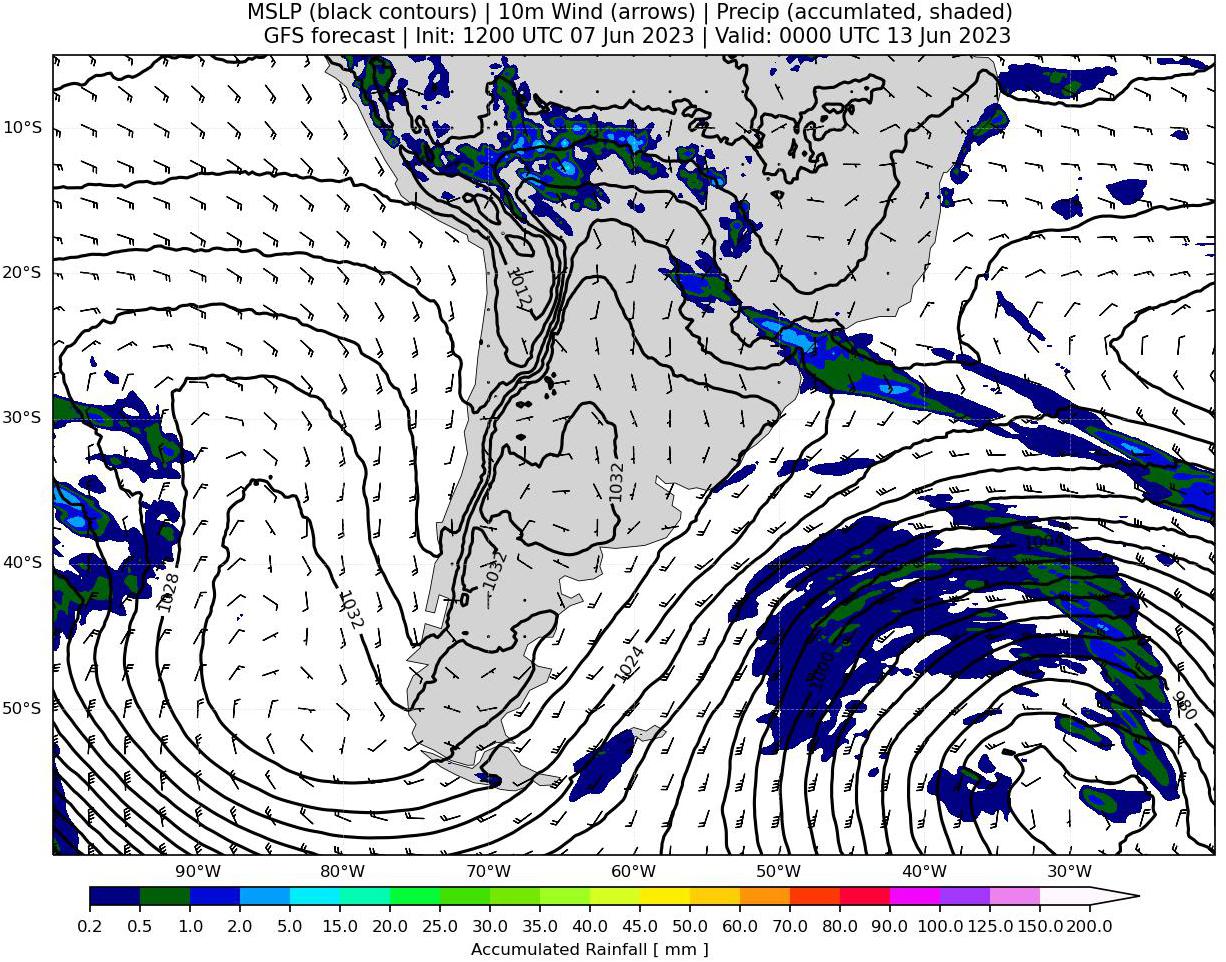 MSLP (black contours) | 10m Wind (arrows) | Precip (accumlated, shaded)
GFS forecast | Init: 1200 UTC 07 Jun 2023 | Valid: 0000 UTC 13 Jun 2023
10°S
20°S
1012
30°S
1032
1004
40°S
1032
1028
1032
1024
1000
50°S
980
90°W 80°W 70°W 60°W 50°W 40°W 30°W
0.2 0.5 1.0 2.0 5.0 10.0 15.0 20.0 25.0 30.0 35.0 40.0 45.0 50.0 60.0 70.0 80.0 90.0 100.0 125.0 150.0 200.0
Accumulated Rainfall [ mm ]